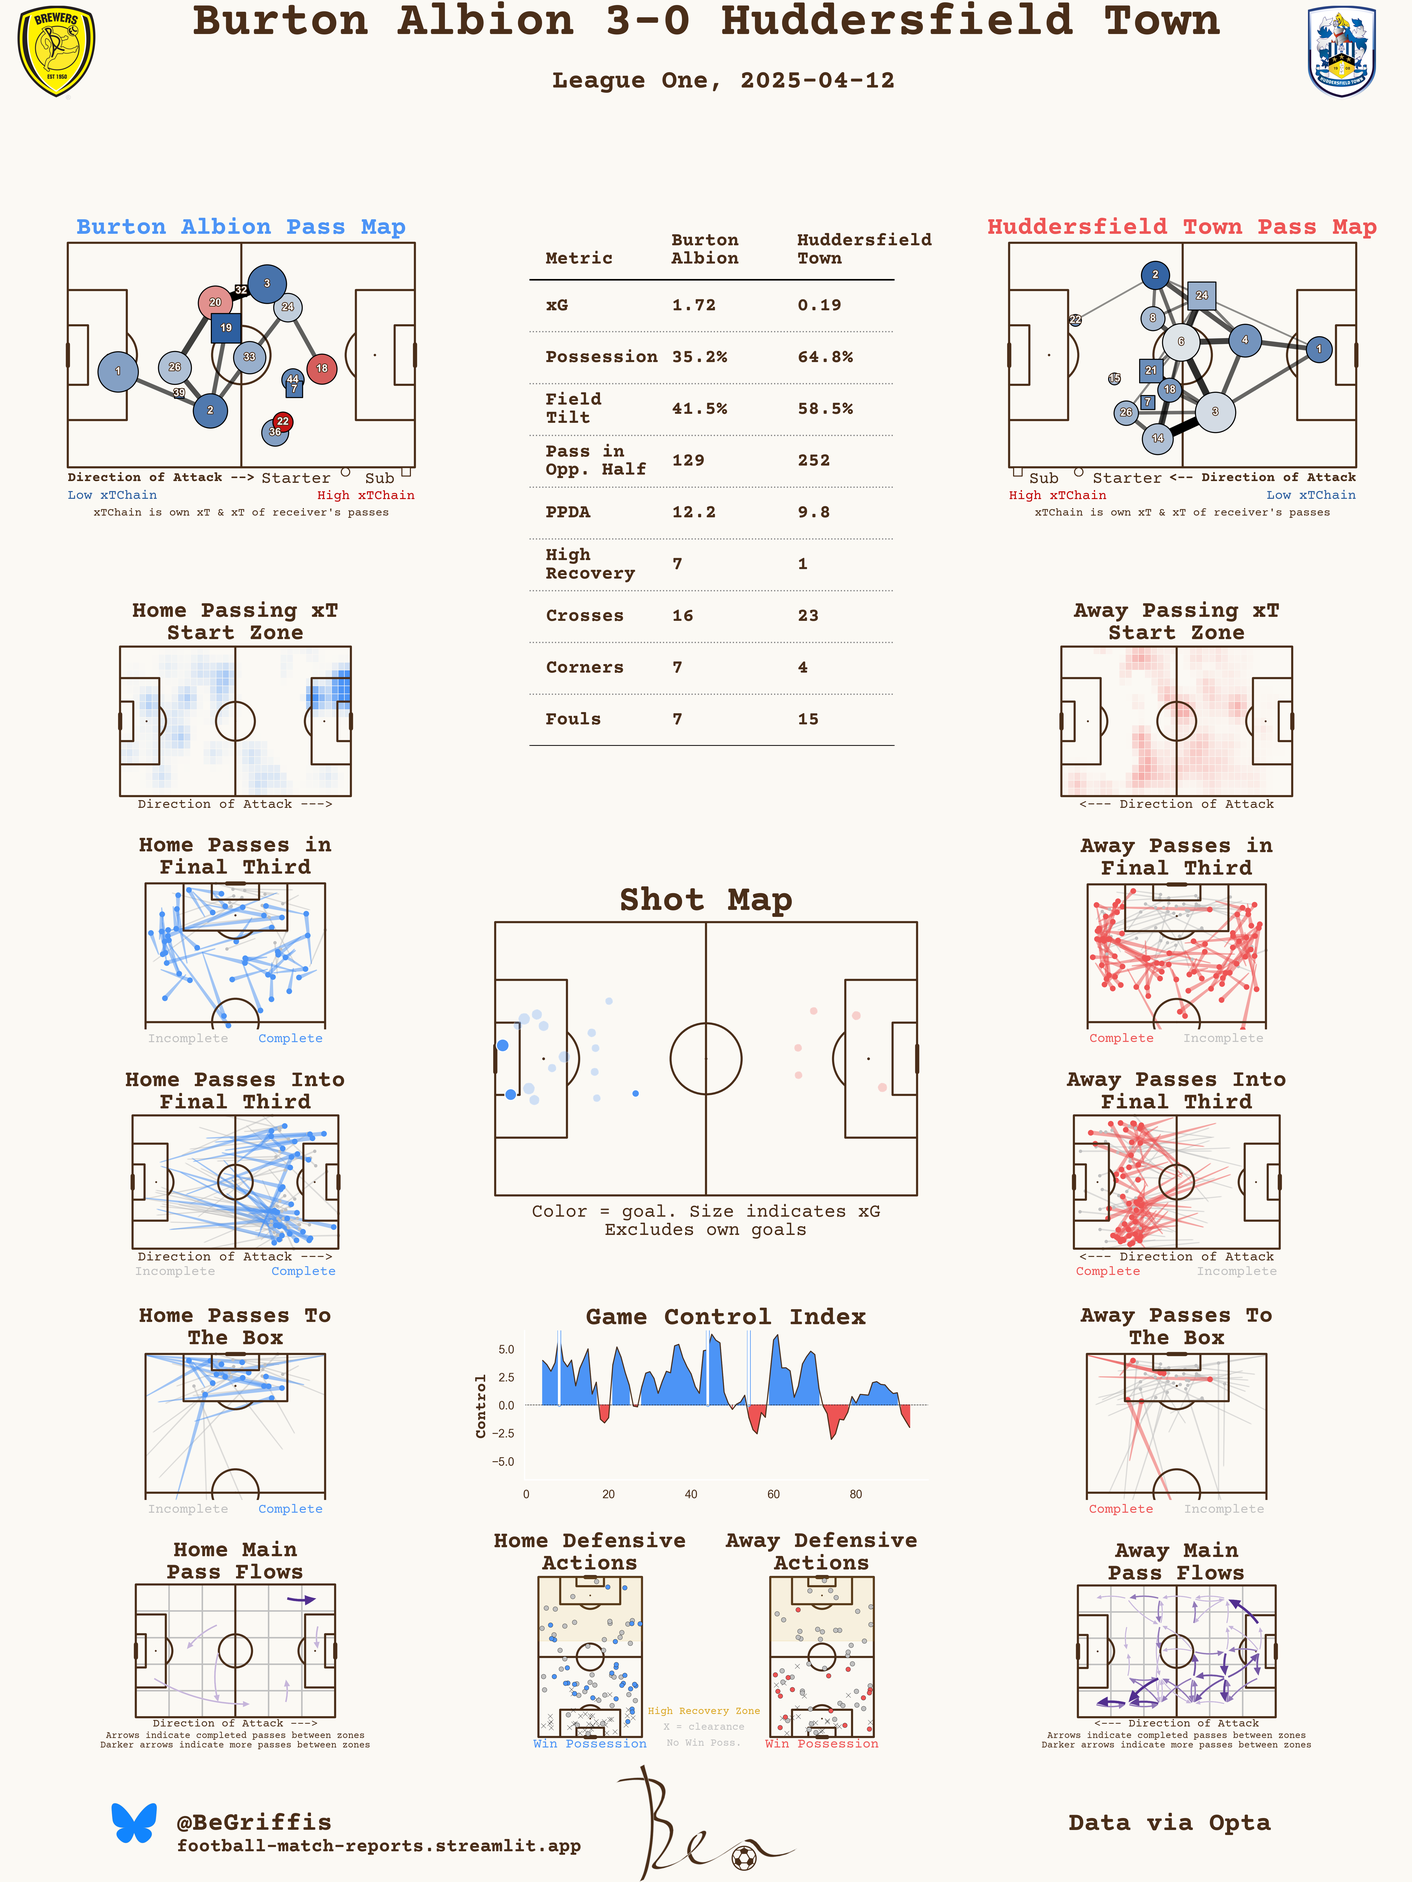 Burton Albion 3-0 Huddersfield Town
BREWERS
EST 1950
HUDDERSFIELD TOWN
League One, 2025-04-12
Burton Albion Pass Map
1
26
39
20
2
19
32
3
33
24
44
7
18
22
36
Direction of Attack --> Starter Sub
Low xTChain High xTChain
xTChain is own xT & xT of receiver's passes
Metric Burton Albion Huddersfield Town
xG 1.72 0.19
Possession 35.2% 64.8%
Field Tilt 41.5% 58.5%
Pass in Opp. Half 129 252
PPDA 12.2 9.8
High Recovery 7 1
Crosses 16 23
Corners 7 4
Fouls 7 15
Huddersfield Town Pass Map
2
24
22
8
6
4
1
21
15
18
7
26
3
14
Sub Starter <-- Direction of Attack
High xTChain Low xTChain
xTChain is own xT & xT of receiver's passes
Home Passing xT
Start Zone
Direction of Attack --->
Away Passing xT
Start Zone
<--- Direction of Attack
Home Passes in
Final Third
Incomplete Complete
Away Passes in
Final Third
Complete Incomplete
Shot Map
Color = goal. Size indicates xG
Excludes own goals
Home Passes Into
Final Third
Direction of Attack --->
Incomplete Complete
Away Passes Into
Final Third
<--- Direction of Attack
Complete Incomplete
Home Passes To
The Box
Incomplete Complete
Game Control Index
Control
5.0
2.5
0.0
−2.5
−5.0
0 20 40 60 80
Away Passes To
The Box
Complete Incomplete
Home Main
Pass Flows
Direction of Attack --->
Arrows indicate completed passes between zones
Darker arrows indicate more passes between zones
Home Defensive
Actions
Win Possession
High Recovery Zone
X = clearance
No Win Poss.
Away Defensive
Actions
Win Possession
Away Main
Pass Flows
<--- Direction of Attack
Arrows indicate completed passes between zones
Darker arrows indicate more passes between zones
@BeGriffis
football-match-reports.streamlit.app
Ben
Data via Opta